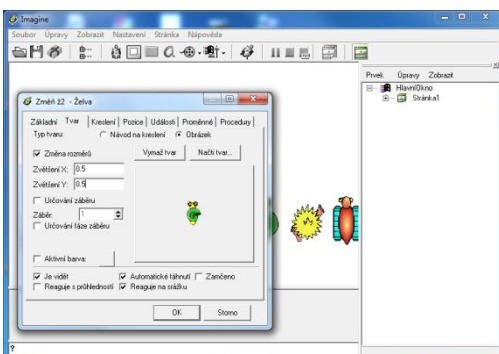 Imagine
Soubor Úpravy Zobrazit Nastavení Stránka Nápověda
Prvek Úpravy Zobrazit
HlavníOkno
Stránka1
Změň ž2 - Želva
Základní Tvar Kreslení Pozice Události Proměnné Procedury
Typ tvaru: Návod na kreslení Obrázek
Změna rozměrů Vymaž tvar Načti tvar...
Zvětšení X: 0.5
Zvětšení Y: 0.5
Určování záběru
Záběr: 1
Určování fáze záběru
Aktivní barva:
Je vidět Automatické táhnutí Zamčeno
Reaguje s průhledností Reaguje na srážku
OK Storno
?